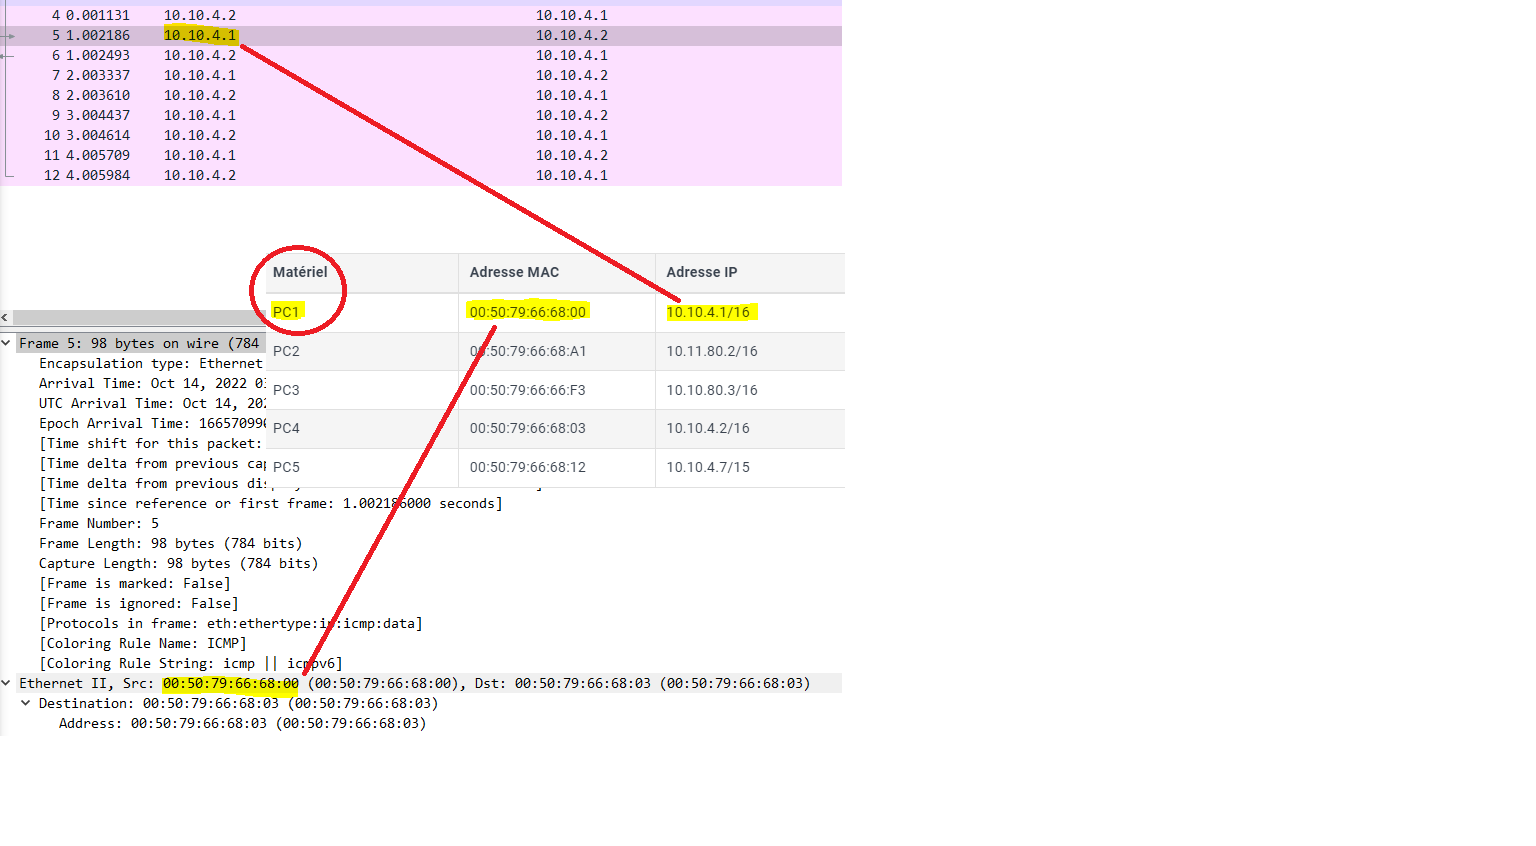 4 0.001131 10.10.4.2 10.10.4.1
5 1.002186 10.10.4.1 10.10.4.2
6 1.002493 10.10.4.2 10.10.4.1
7 2.003337 10.10.4.1 10.10.4.2
8 2.003610 10.10.4.2 10.10.4.1
9 3.004437 10.10.4.1 10.10.4.2
10 3.004614 10.10.4.2 10.10.4.1
11 4.005709 10.10.4.1 10.10.4.2
12 4.005984 10.10.4.2 10.10.4.1
Matériel Adresse MAC Adresse IP
PC1 00:50:79:66:68:00 10.10.4.1/16
PC2 00:50:79:66:68:A1 10.11.80.2/16
PC3 00:50:79:66:66:F3 10.10.80.3/16
PC4 00:50:79:66:68:03 10.10.4.2/16
PC5 00:50:79:66:68:12 10.10.4.7/15
Frame 5: 98 bytes on wire (784
Encapsulation type: Ethernet
Arrival Time: Oct 14, 2022
UTC Arrival Time: Oct 14,
Epoch Arrival Time: 166570990
[Time shift for this packet:
[Time delta from previous
[Time delta from previous
[Time since reference or first frame: 1.002186000 seconds]
Frame Number: 5
Frame Length: 98 bytes (784 bits)
Capture Length: 98 bytes (784 bits)
[Frame is marked: False]
[Frame is ignored: False]
[Protocols in frame: eth:ethertype:ip:icmp:data]
[Coloring Rule Name: ICMP]
[Coloring Rule String: icmp || icmpv6]
Ethernet II, Src: 00:50:79:66:68:00 (00:50:79:66:68:00), Dst: 00:50:79:66:68:03 (00:50:79:66:68:03)
Destination: 00:50:79:66:68:03 (00:50:79:66:68:03)
Address: 00:50:79:66:68:03 (00:50:79:66:68:03)